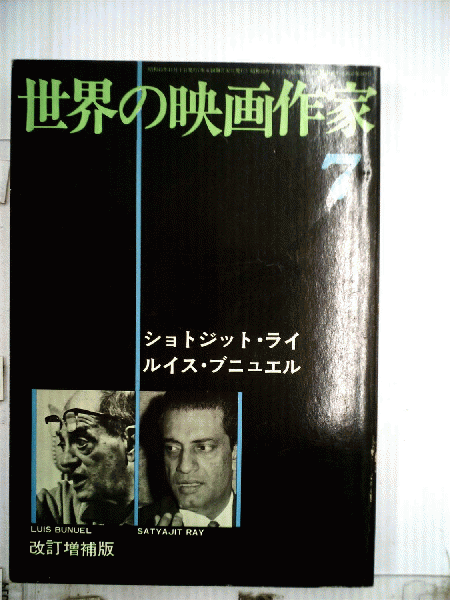 世界の映画作家
7
ショトジット・ライ
ルイス・ブニュエル
LUIS BUNUEL
SATYAJIT RAY
改訂増補版